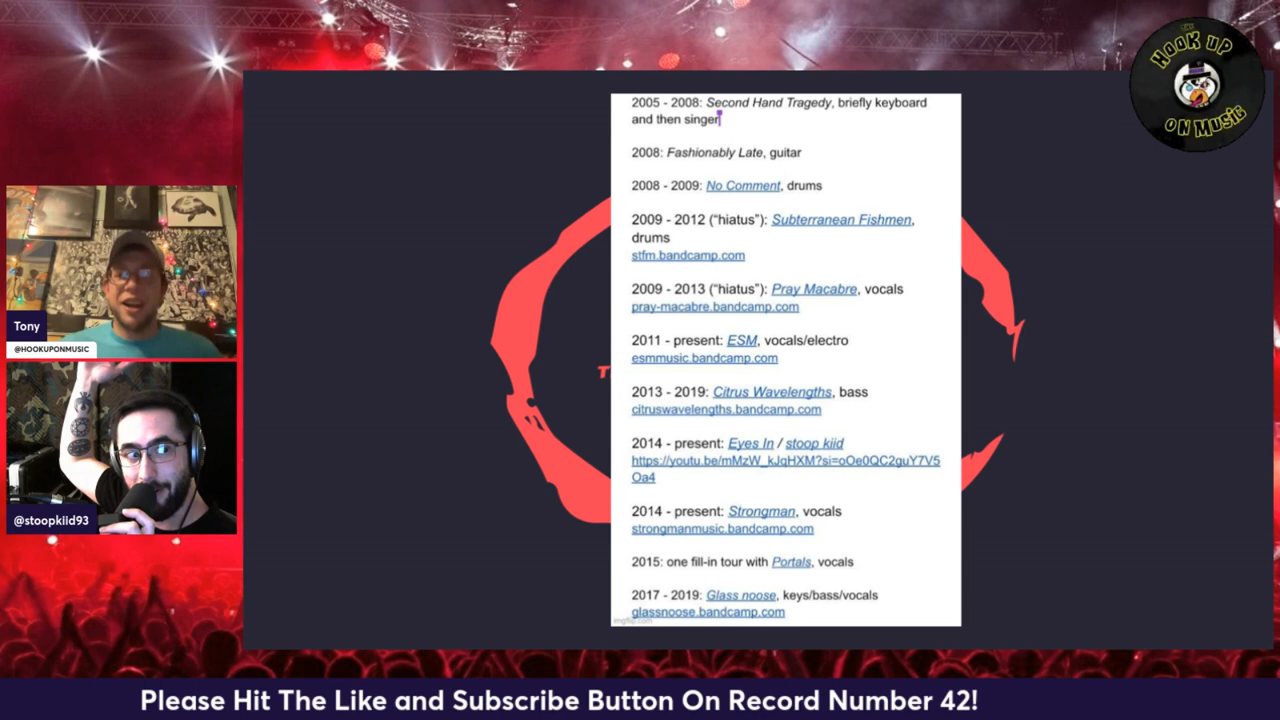 THE
HOOK UP
ON MUSIC
2005 - 2008: Second Hand Tragedy, briefly keyboard
and then singer
2008: Fashionably Late, guitar
2008 - 2009: No Comment, drums
2009 - 2012 (“hiatus”): Subterranean Fishmen,
drums
stfm.bandcamp.com
2009 - 2013 (“hiatus”): Pray Macabre, vocals
pray-macabre.bandcamp.com
2011 - present: ESM, vocals/electro
esmmusic.bandcamp.com
2013 - 2019: Citrus Wavelengths, bass
citruswavelengths.bandcamp.com
2014 - present: Eyes In / stoop kiid
https://youtu.be/mMzW_kJqHXM?si=oOe0QC2guY7V5
Oa4
2014 - present: Strongman, vocals
strongmanmusic.bandcamp.com
2015: one fill-in tour with Portals, vocals
2017 - 2019: Glass noose, keys/bass/vocals
glassnoose.bandcamp.com
Tony
@HOOKUPONMUSIC
@stoopkiid93
Please Hit The Like and Subscribe Button On Record Number 42!